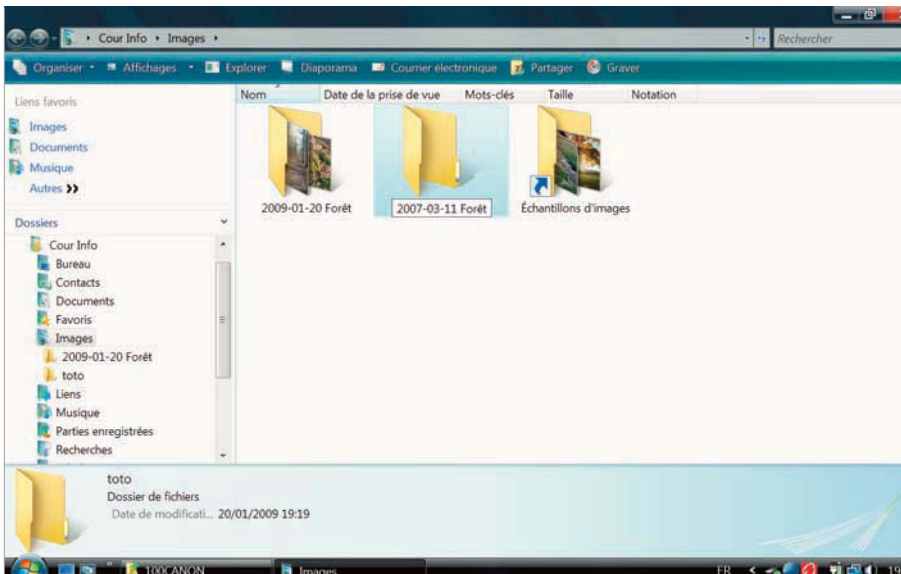 Cour Info Images
Rechercher
Organiser Affichages Explorer Diaporama Courrier électronique Partager Graver
Liens favoris
Images
Documents
Musique
Autres
Nom Date de la prise de vue Mots-clés Taille Notation
2009-01-20 Forêt
2007-03-11 Forêt
Échantillons d'images
Dossiers
Cour Info
Bureau
Contacts
Documents
Favoris
Images
2009-01-20 Forêt
toto
Liens
Musique
Parties enregistrées
Recherches
toto
Dossier de fichiers
Date de modificati... 20/01/2009 19:19
100CANON
Images
FR